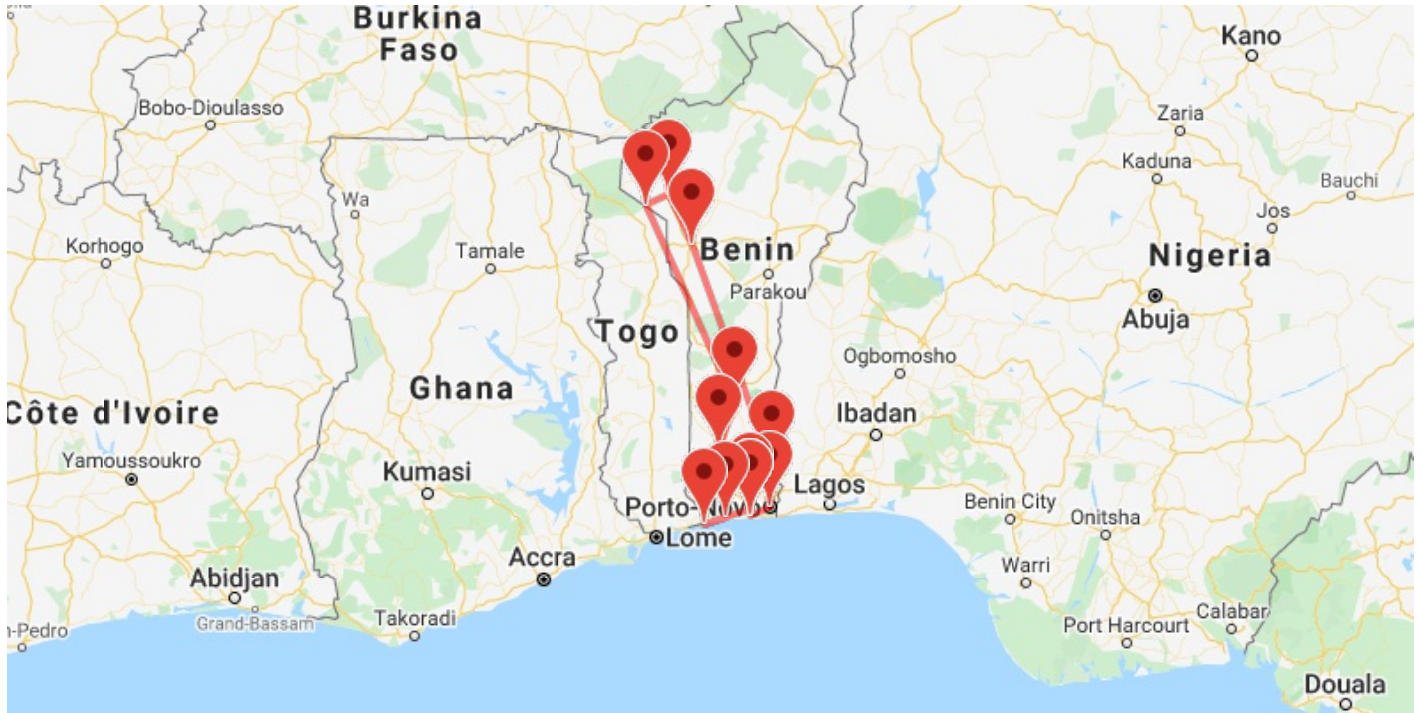 Burkina
Faso
Kano
Bobo-Dioulasso
Zaria
Kaduna
Bauchi
Wa
Jos
Korhogo
Tamale
Benin
Nigeria
Parakou
Abuja
Togo
Ogbomosho
Ghana
Côte d'Ivoire
Ibadan
Yamoussoukro
Kumasi
Lagos
Porto-Novo
Benin City
Onitsha
Lome
Accra
Warri
Abidjan
Grand-Bassam
Takoradi
Calabar
Port Harcourt
n-Pedro
Douala